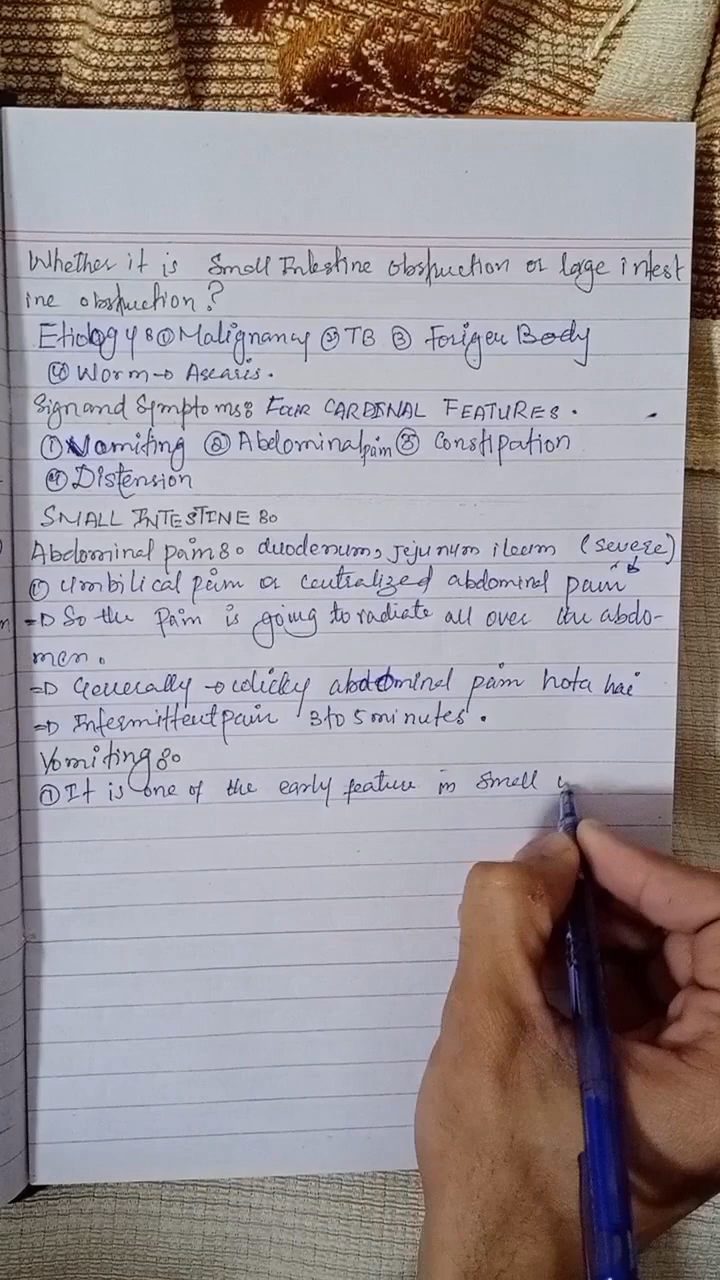 Whether it is Small Intestine obstruction or large intest
ine obstruction?
Etiology: ① Malignancy ② TB ③ Forigeu Body
④ Worm → Ascaris.
Sign and Symptoms: FOUR CARDINAL FEATURES.
① Vomiting ② Abdominal pain ③ Constipation
④ Distension
SMALL INTESTINE:
Abdominal pain: duodenum, jejunum ileum (severe)
① umbilical pain or centralized abdominal pain
⇒ So the Pain is going to radiate all over the abdo-
men.
⇒ Generally → colicky abdominal pain hota hai
⇒ Intermittent pain 3 to 5 minutes.
Vomiting:
① It is one of the early feature in Small